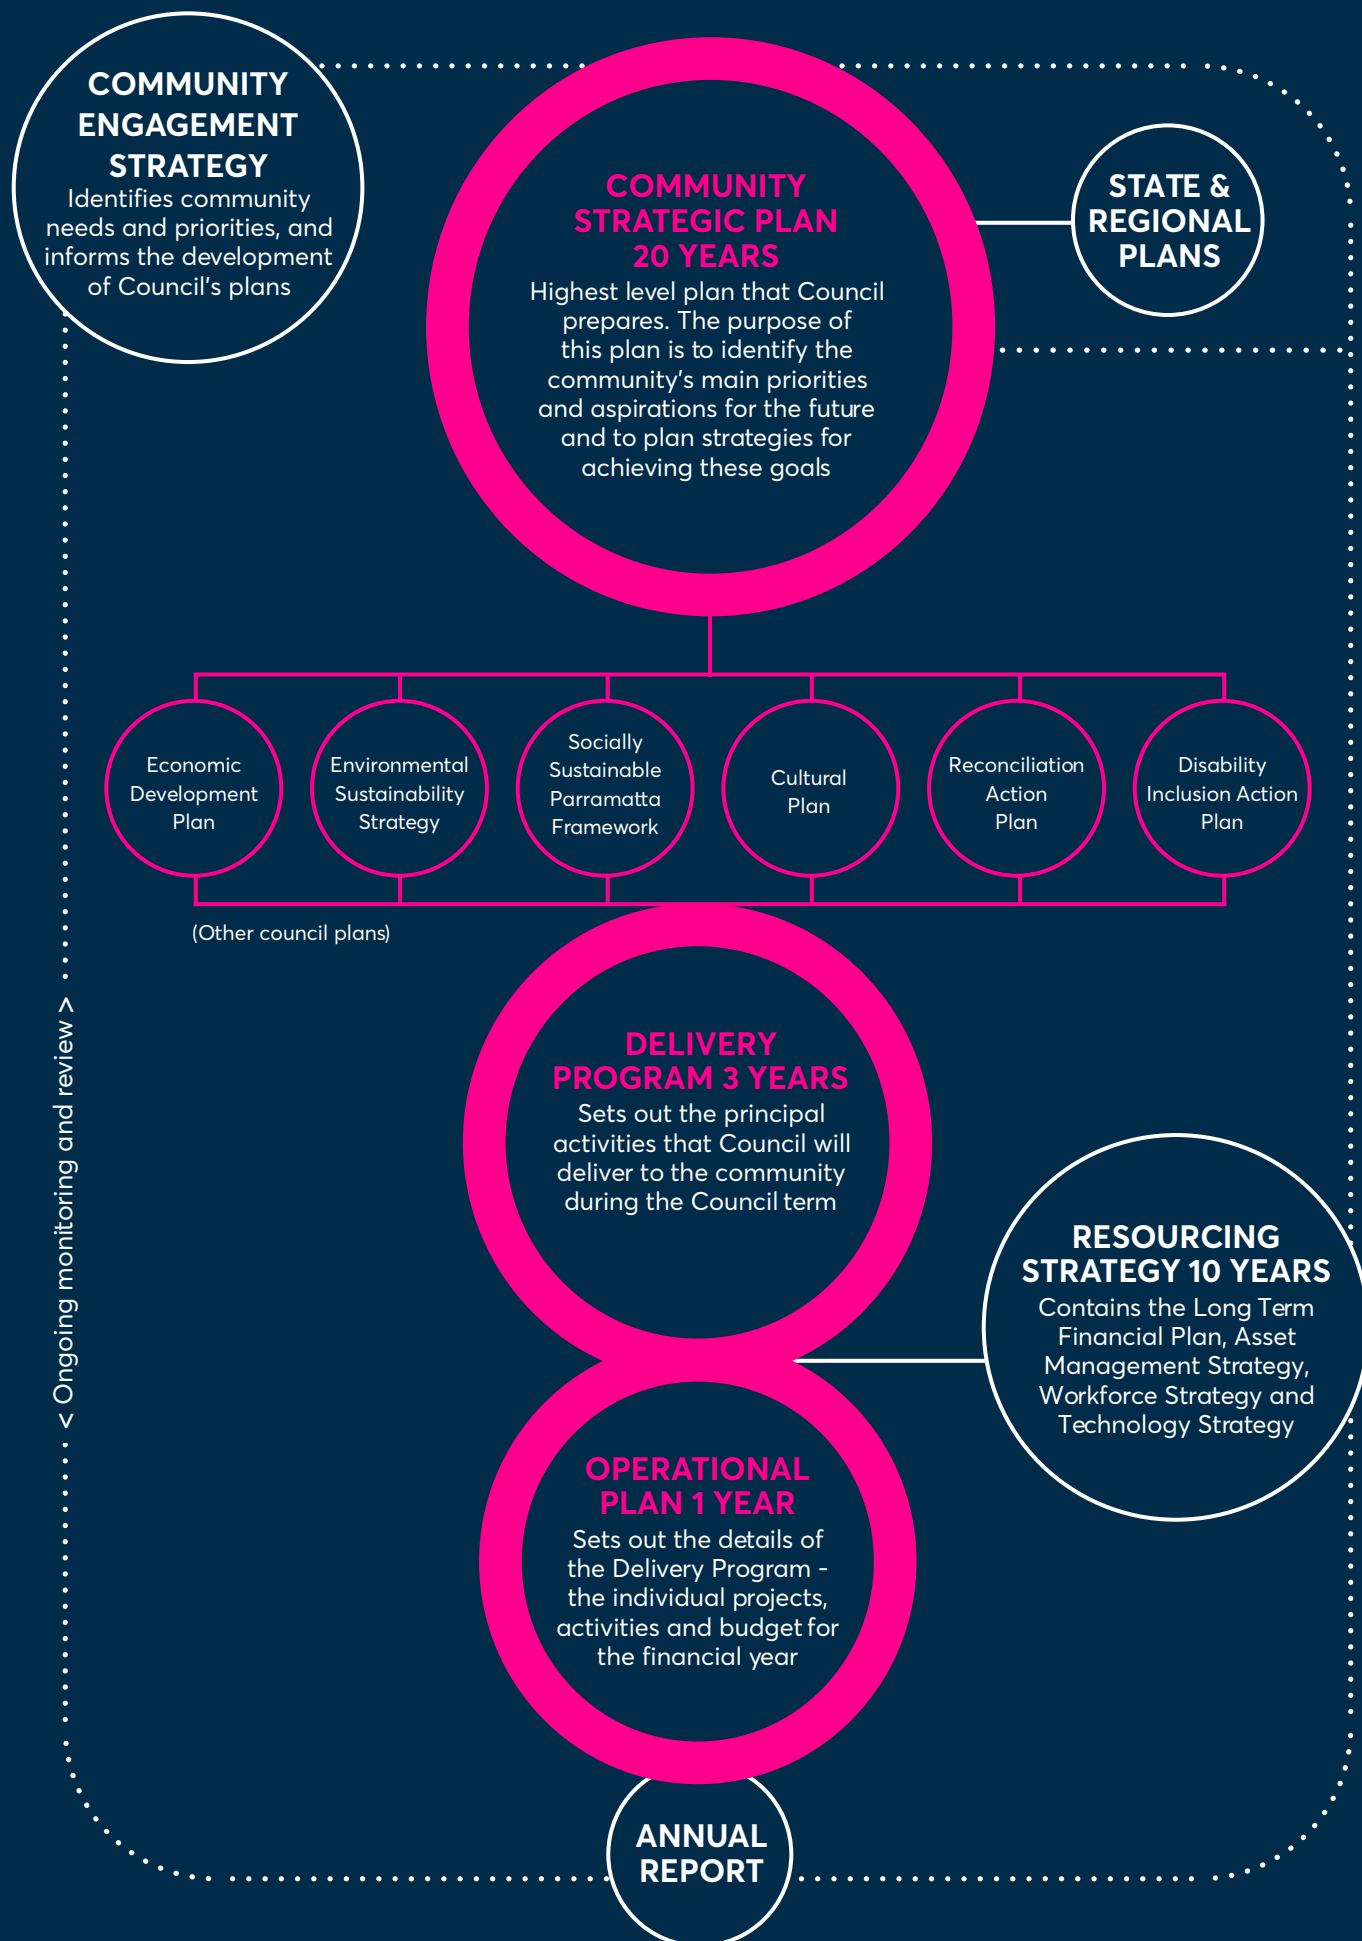 COMMUNITY
ENGAGEMENT
STRATEGY
Identifies community
needs and priorities, and
informs the development
of Council's plans
COMMUNITY
STRATEGIC PLAN
20 YEARS
Highest level plan that Council
prepares. The purpose of
this plan is to identify the
community's main priorities
and aspirations for the future
and to plan strategies for
achieving these goals
STATE &
REGIONAL
PLANS
Economic
Development
Plan
Environmental
Sustainability
Strategy
Socially
Sustainable
Parramatta
Framework
Cultural
Plan
Reconciliation
Action
Plan
Disability
Inclusion Action
Plan
(Other council plans)
< Ongoing monitoring and review >
DELIVERY
PROGRAM 3 YEARS
Sets out the principal
activities that Council will
deliver to the community
during the Council term
RESOURCING
STRATEGY 10 YEARS
Contains the Long Term
Financial Plan, Asset
Management Strategy,
Workforce Strategy and
Technology Strategy
OPERATIONAL
PLAN 1 YEAR
Sets out the details of
the Delivery Program -
the individual projects,
activities and budget for
the financial year
ANNUAL
REPORT